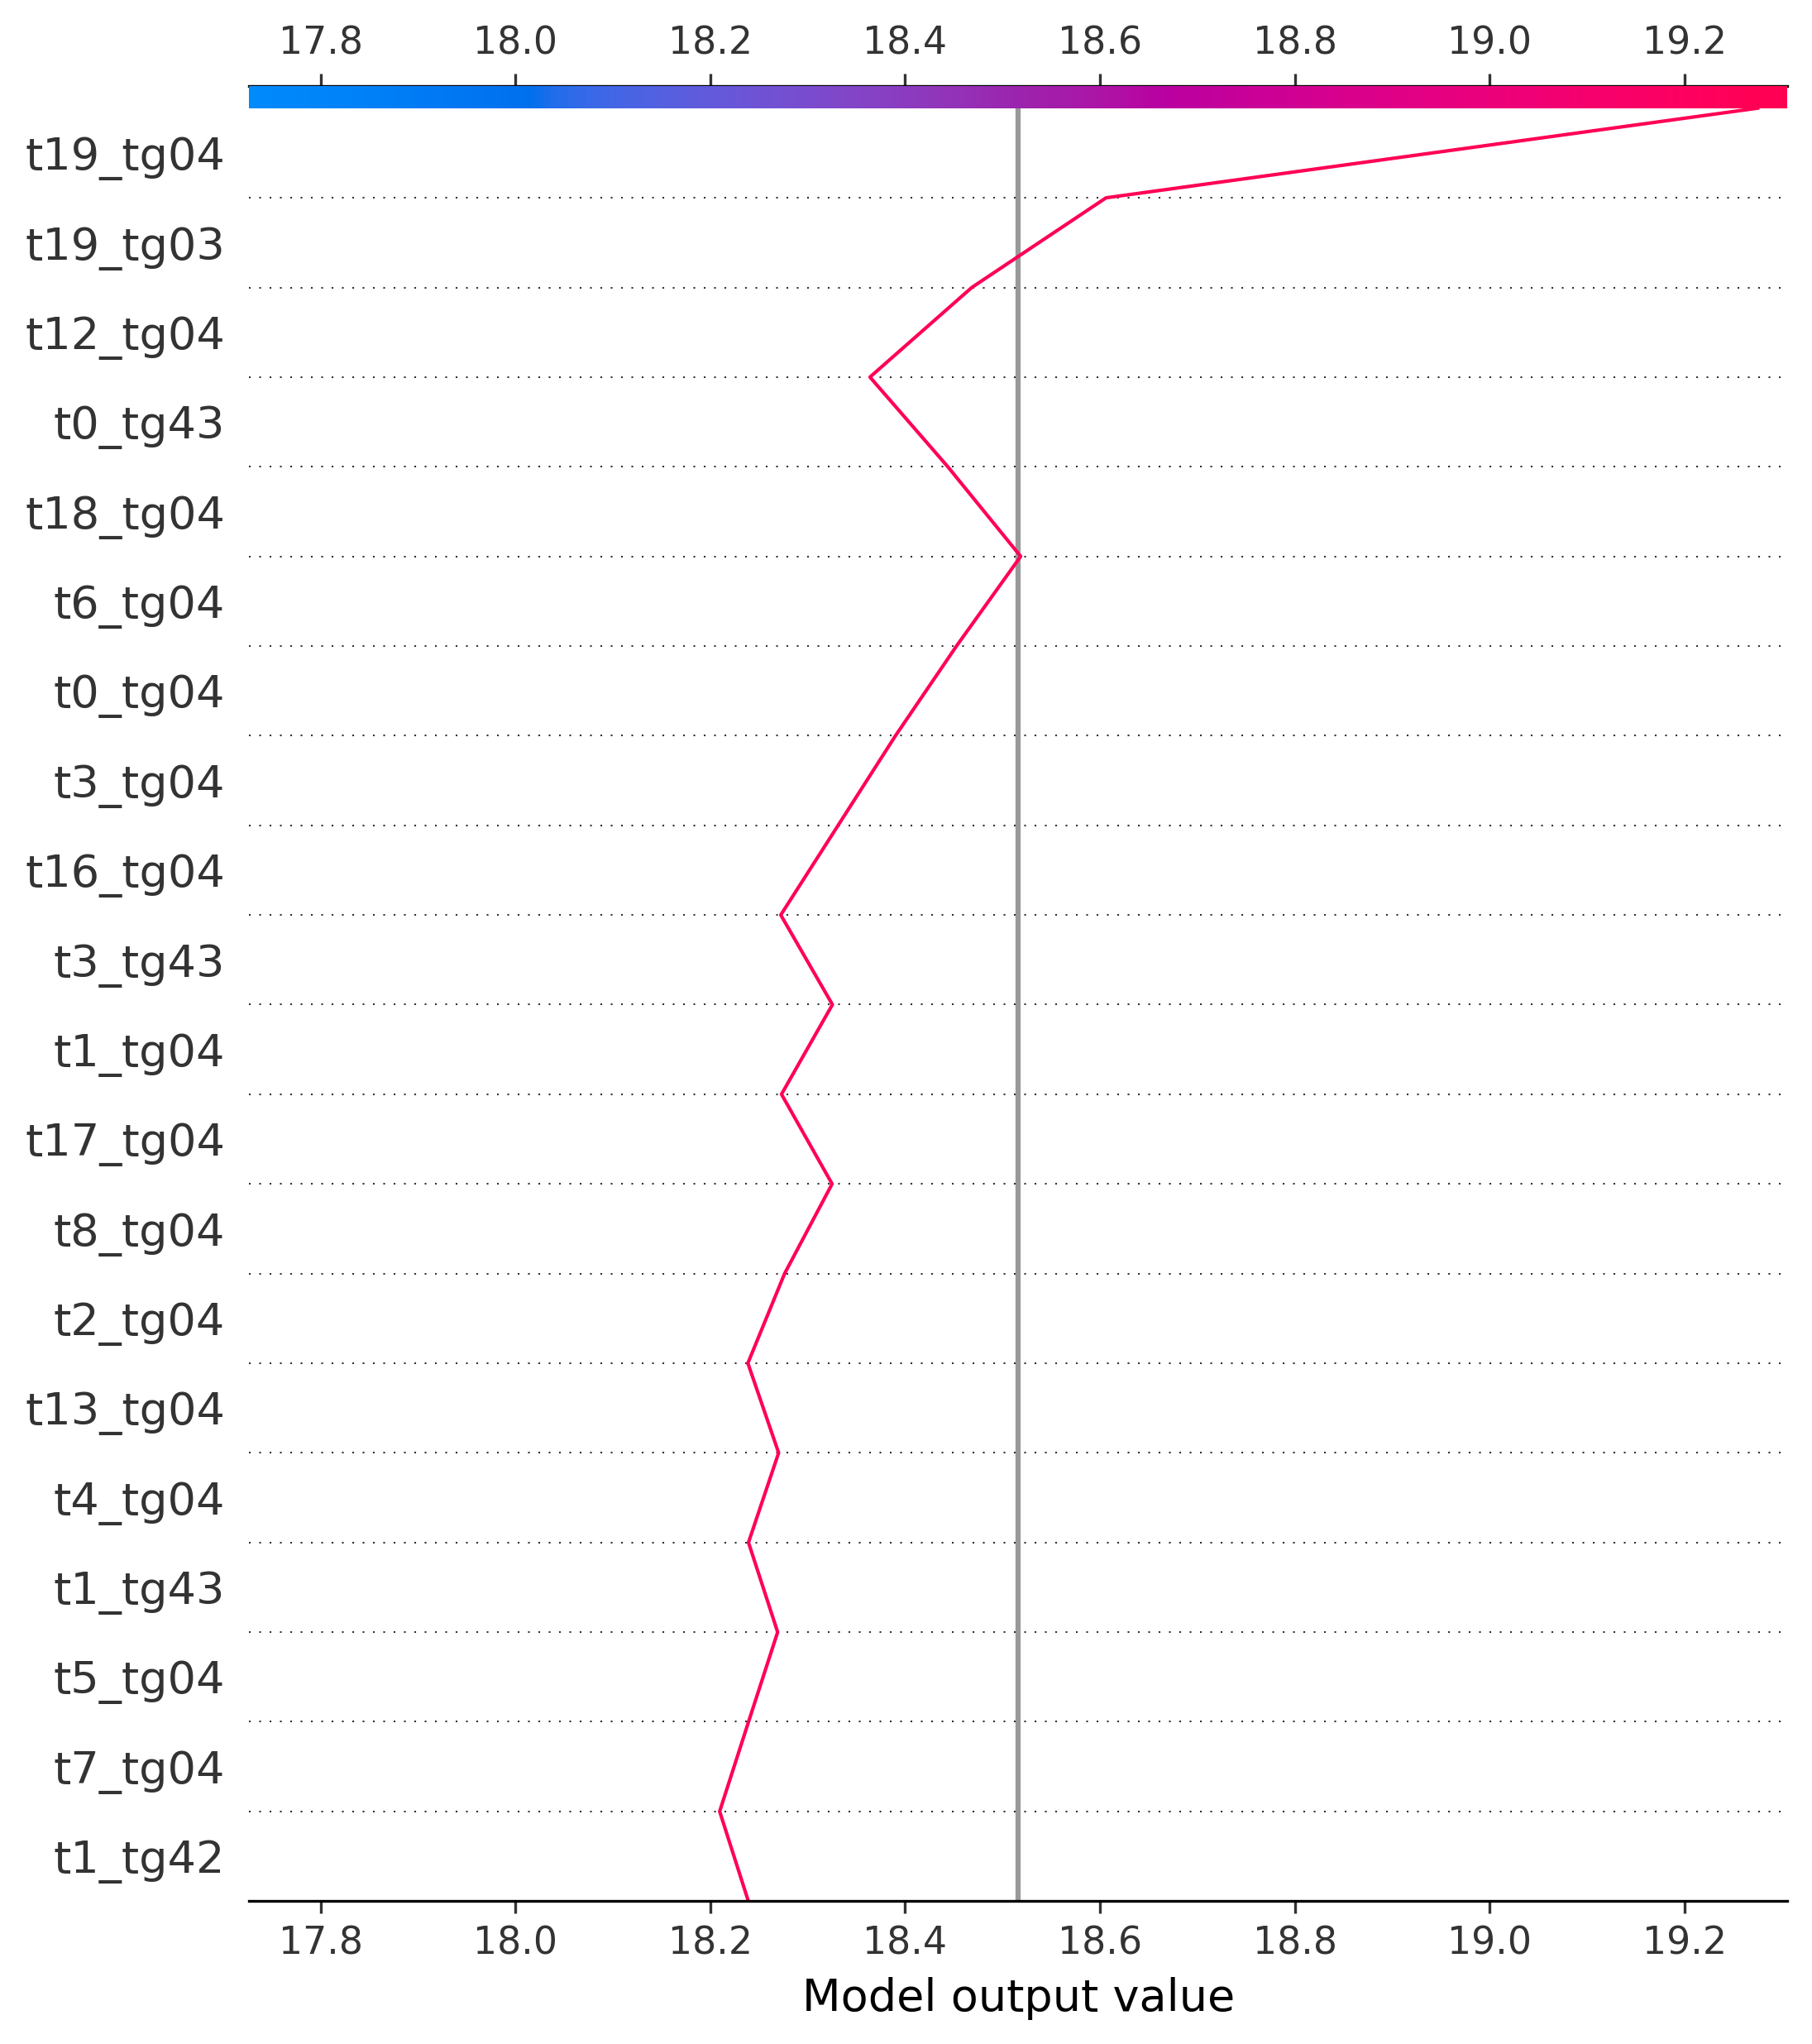 17.8 18.0 18.2 18.4 18.6 18.8 19.0 19.2
t19_tg04
t19_tg03
t12_tg04
t0_tg43
t18_tg04
t6_tg04
t0_tg04
t3_tg04
t16_tg04
t3_tg43
t1_tg04
t17_tg04
t8_tg04
t2_tg04
t13_tg04
t4_tg04
t1_tg43
t5_tg04
t7_tg04
t1_tg42
17.8 18.0 18.2 18.4 18.6 18.8 19.0 19.2
Model output value